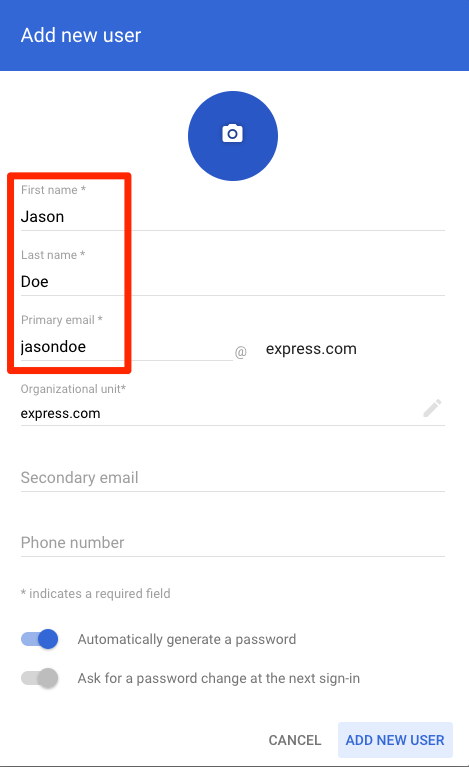 Add new user
First name *
Jason
Last name *
Doe
Primary email *
jasondoe @ express.com
Organizational unit*
express.com
Secondary email
Phone number
* indicates a required field
Automatically generate a password
Ask for a password change at the next sign-in
CANCEL ADD NEW USER